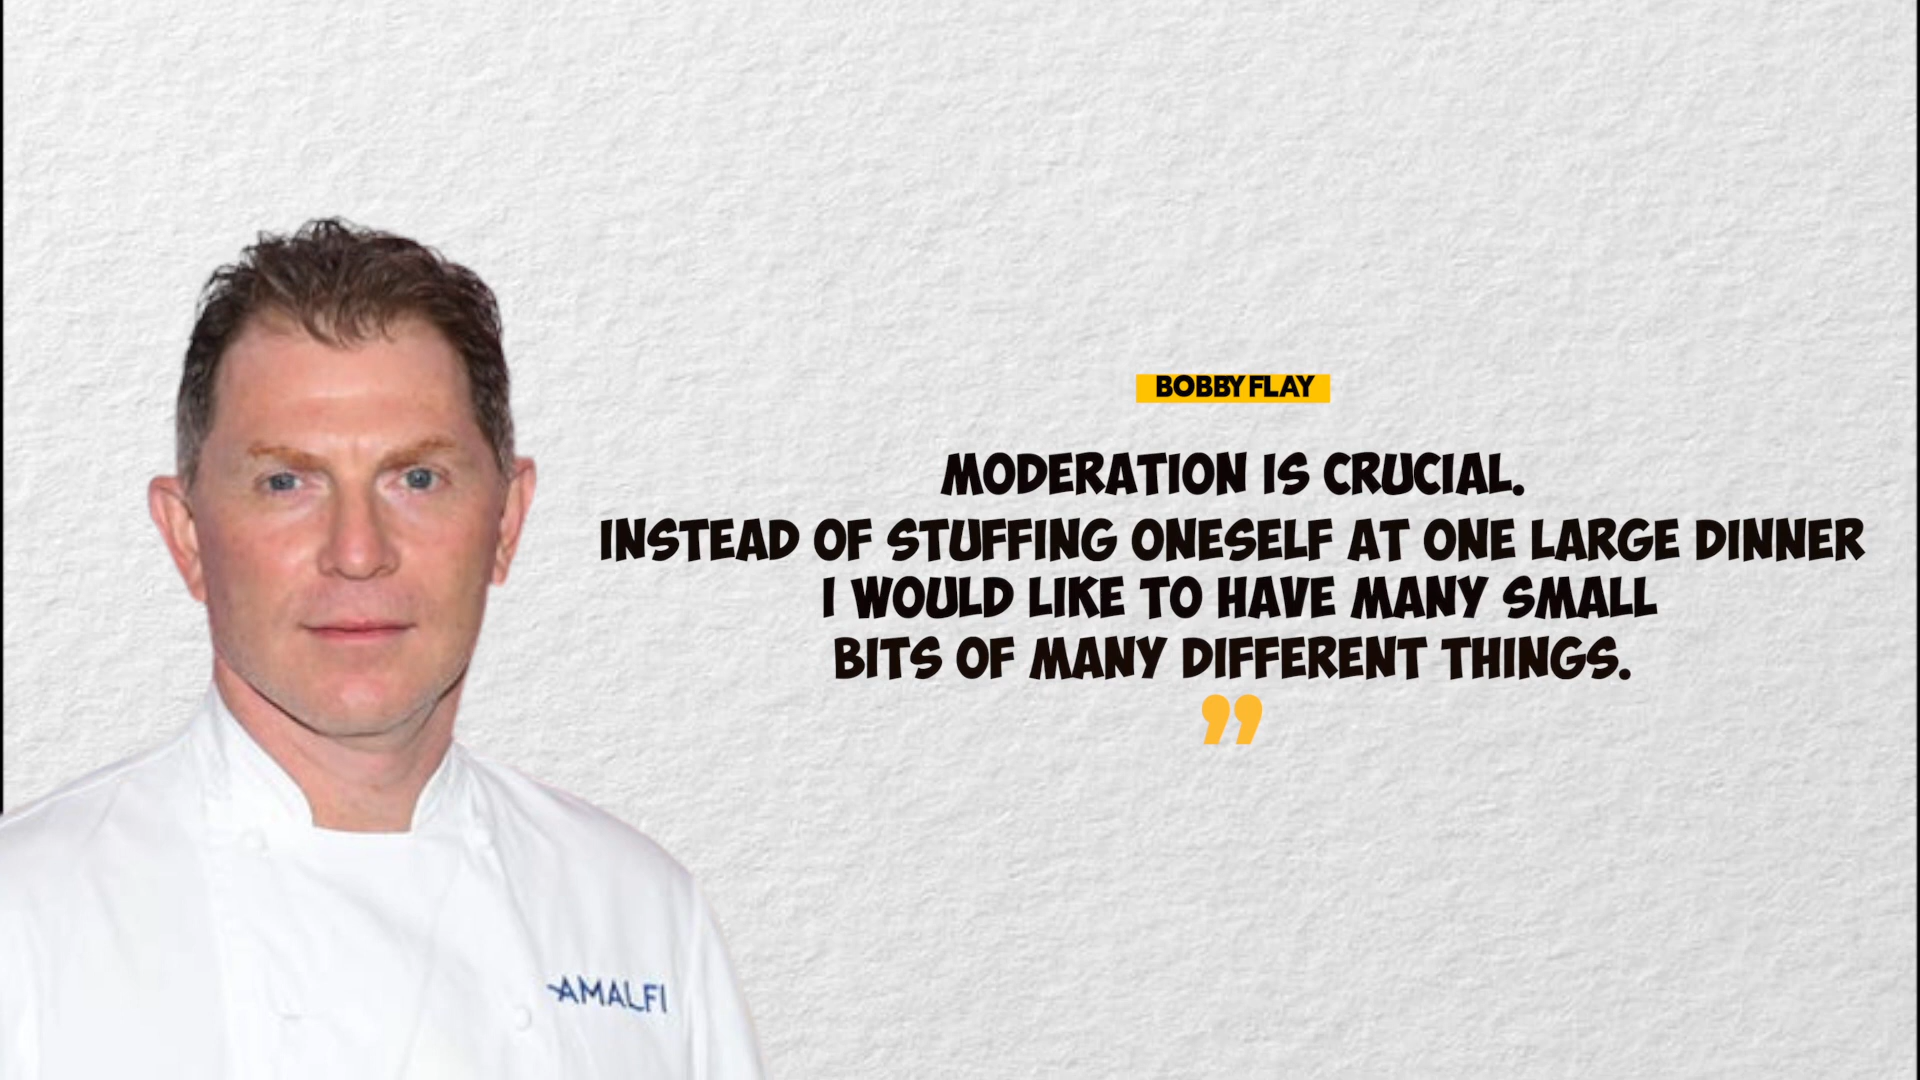 BOBBY FLAY
MODERATION IS CRUCIAL.
INSTEAD OF STUFFING ONESELF AT ONE LARGE DINNER
I WOULD LIKE TO HAVE MANY SMALL
BITS OF MANY DIFFERENT THINGS.
”
AMALFI